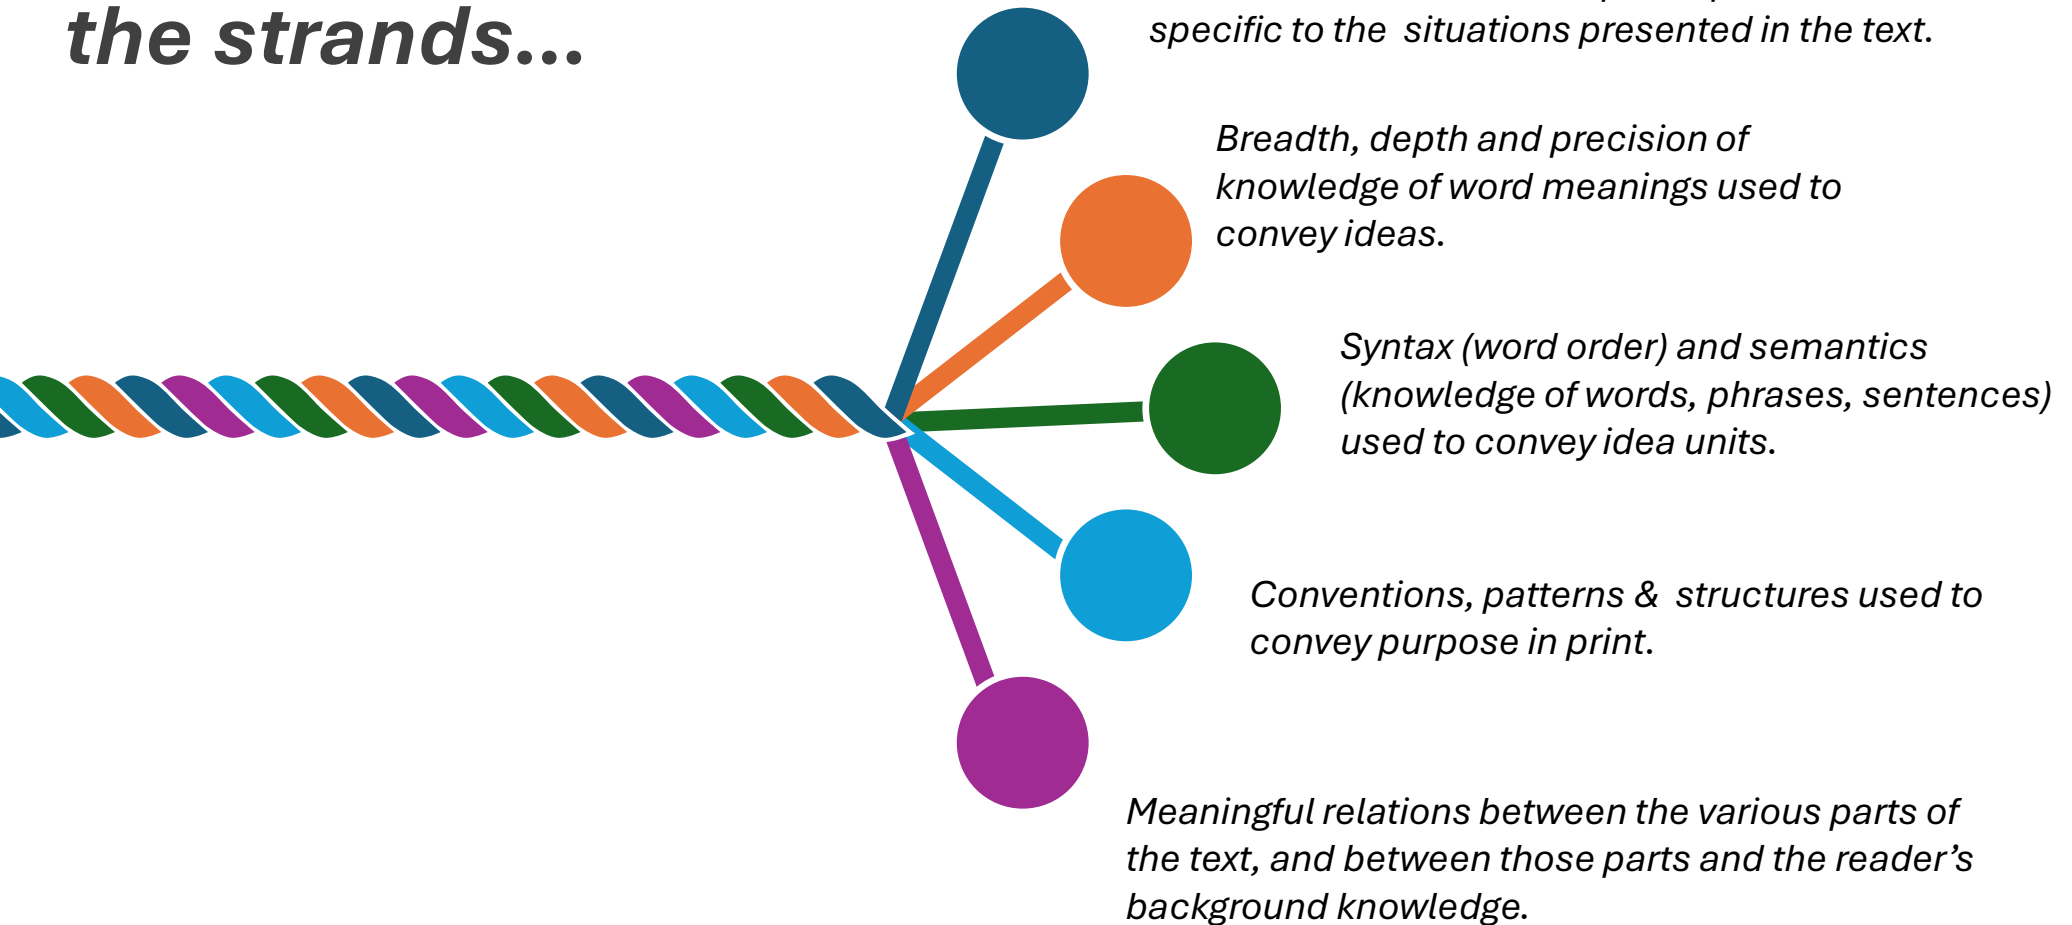 the strands...
specific to the situations presented in the text.
Breadth, depth and precision of
knowledge of word meanings used to
convey ideas.
Syntax (word order) and semantics
(knowledge of words, phrases, sentences)
used to convey idea units.
Conventions, patterns & structures used to
convey purpose in print.
Meaningful relations between the various parts of
the text, and between those parts and the reader’s
background knowledge.